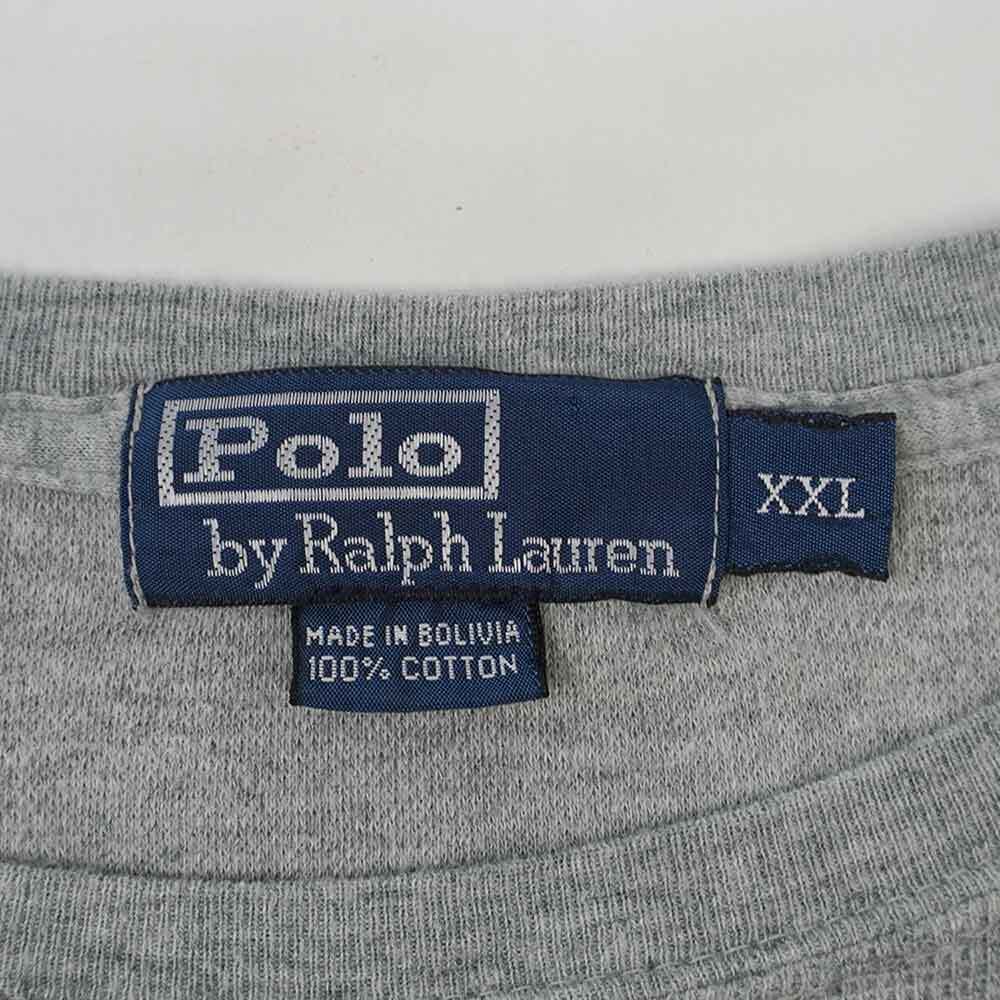 Polo
by Ralph Lauren
XXL
MADE IN BOLIVIA
100% COTTON